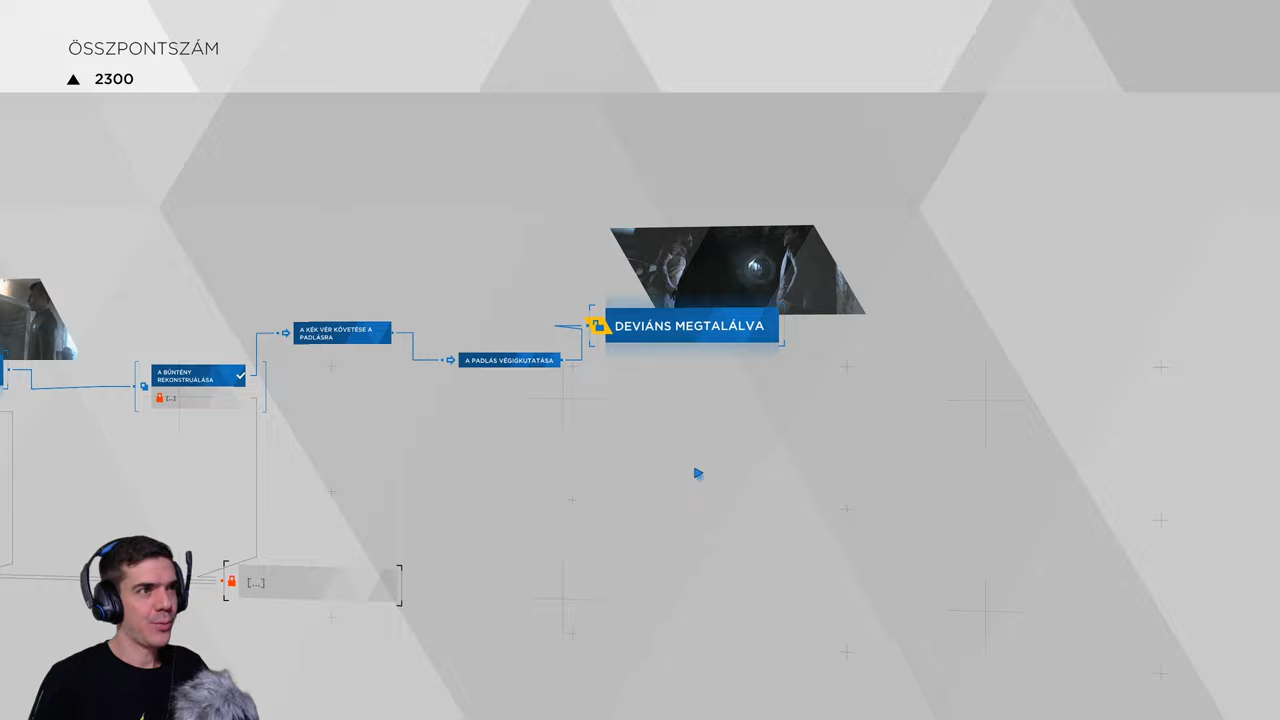 ÖSSZPONTSZÁM
2300
DEVIÁNS MEGTALÁLVA
A KÉK VÉR KÖVETÉSE A
PADLÁSRA
A PADLÁS VÉGIGKUTATÁSA
A BŰNTÉNY
REKONSTRUÁLÁSA
[...]
[...]